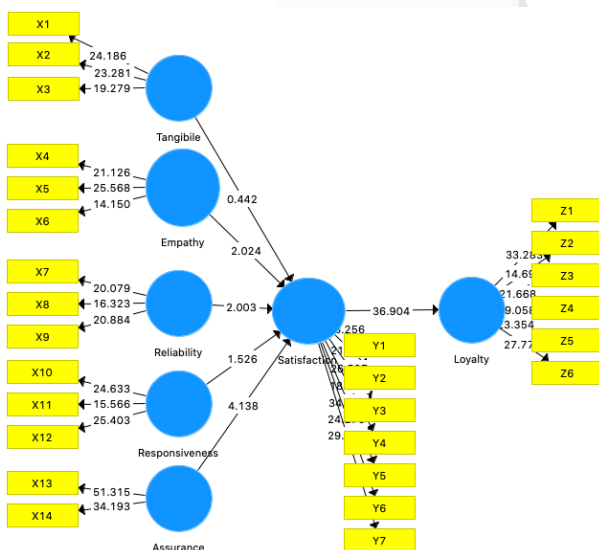 X1
X2
X3
24.186
23.281
19.279
Tangibile
X4
X5
X6
21.126
25.568
14.150
Empathy
X7
X8
X9
20.079
16.323
20.884
Reliability
X10
X11
X12
24.633
15.566
25.403
Responsiveness
X13
X14
51.315
34.193
Assurance
0.442
2.024
2.003
1.526
4.138
Satisfaction
36.904
Y1
Y2
Y3
Y4
Y5
Y6
Y7
Loyalty
Z1
Z2
Z3
Z4
Z5
Z6